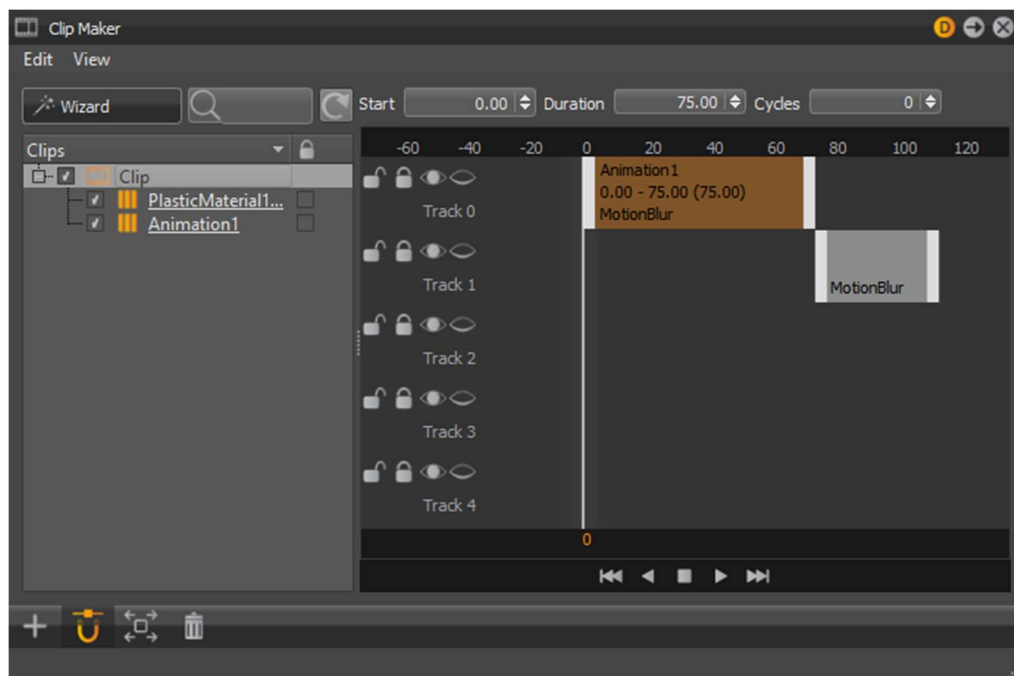 Clip Maker
D
Edit View
Wizard
Start 0.00 Duration 75.00 Cycles 0
Clips
-60 -40 -20 0 20 40 60 80 100 120
Clip
PlasticMaterial1...
Animation1
Animation1
0.00 - 75.00 (75.00)
MotionBlur
Track 0
Track 1
MotionBlur
Track 2
Track 3
Track 4
0